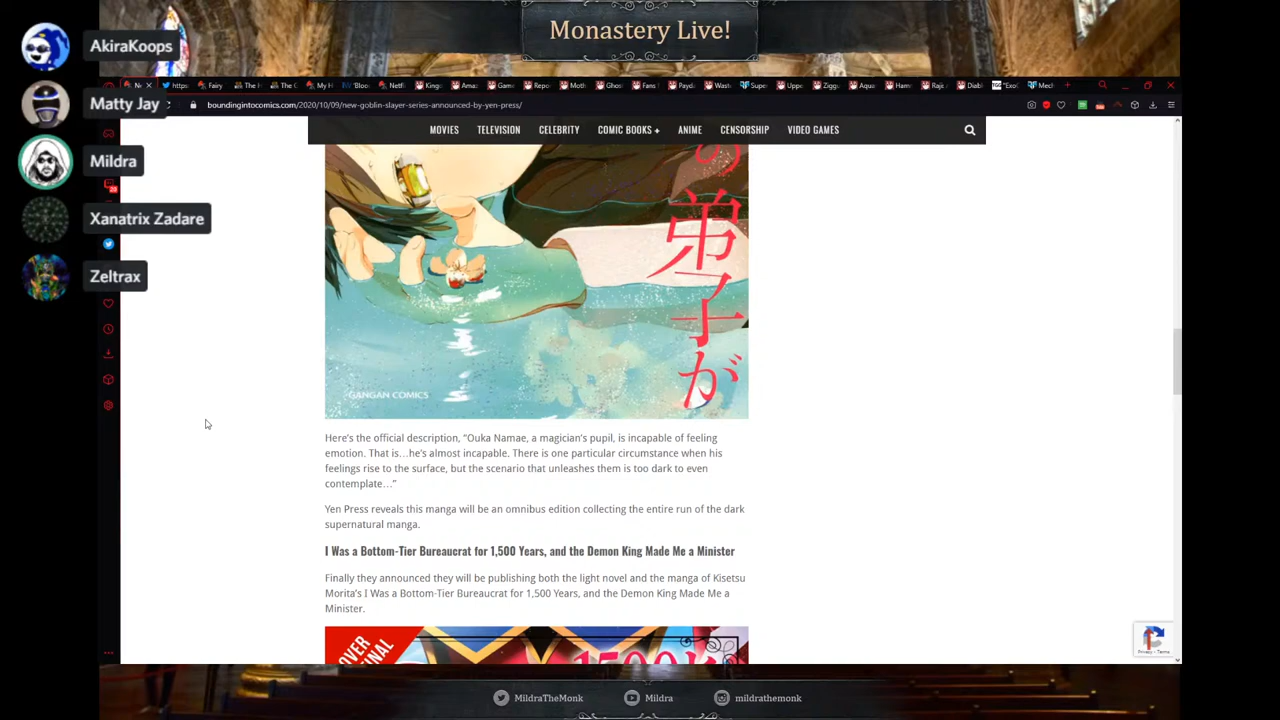 Monastery Live!
AkiraKoops
Matty Jay
Mildra
Xanatrix Zadare
Zeltrax
boundingintocomics.com/2020/10/09/new-goblin-slayer-series-announced-by-yen-press/
MOVIES TELEVISION CELEBRITY COMIC BOOKS + ANIME CENSORSHIP VIDEO GAMES
の弟子が
GANGAN COMICS
Here's the official description, “Ouka Namae, a magician's pupil, is incapable of feeling
emotion. That is…he's almost incapable. There is one particular circumstance when his
feelings rise to the surface, but the scenario that unleashes them is too dark to even
contemplate…”
Yen Press reveals this manga will be an omnibus edition collecting the entire run of the dark
supernatural manga.
I Was a Bottom-Tier Bureaucrat for 1,500 Years, and the Demon King Made Me a Minister
Finally they announced they will be publishing both the light novel and the manga of Kisetsu
Morita's I Was a Bottom-Tier Bureaucrat for 1,500 Years, and the Demon King Made Me a
Minister.
Privacy - Terms
MildraTheMonk Mildra mildrathemonk